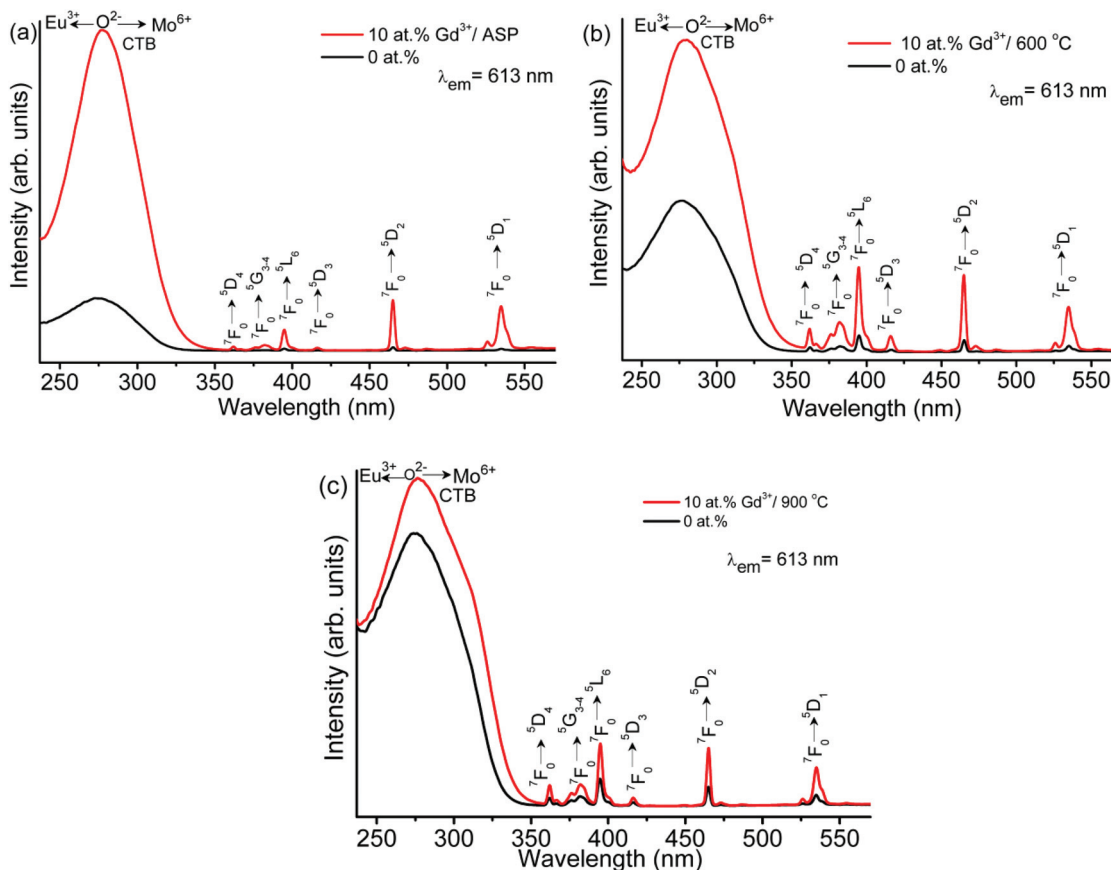 (a)
Eu³⁺←O²⁻→Mo⁶⁺
CTB
10 at.% Gd³⁺/ ASP
0 at.%
λem= 613 nm
Intensity (arb. units)
⁷F₀→⁵D₄
⁷F₀→⁵G₃₋₄
⁷F₀→⁵L₆
⁷F₀→⁵D₃
⁷F₀→⁵D₂
⁷F₀→⁵D₁
250 300 350 400 450 500 550
Wavelength (nm)
(b)
Eu³⁺←O²⁻→Mo⁶⁺
CTB
10 at.% Gd³⁺/ 600 °C
0 at.%
λem= 613 nm
Intensity (arb. units)
⁷F₀→⁵D₄
⁷F₀→⁵G₃₋₄
⁷F₀→⁵L₆
⁷F₀→⁵D₃
⁷F₀→⁵D₂
⁷F₀→⁵D₁
250 300 350 400 450 500 550
Wavelength (nm)
(c)
Eu³⁺←O²⁻→Mo⁶⁺
CTB
10 at.% Gd³⁺/ 900 °C
0 at.%
λem= 613 nm
Intensity (arb. units)
⁷F₀→⁵D₄
⁷F₀→⁵G₃₋₄
⁷F₀→⁵L₆
⁷F₀→⁵D₃
⁷F₀→⁵D₂
⁷F₀→⁵D₁
250 300 350 400 450 500 550
Wavelength (nm)